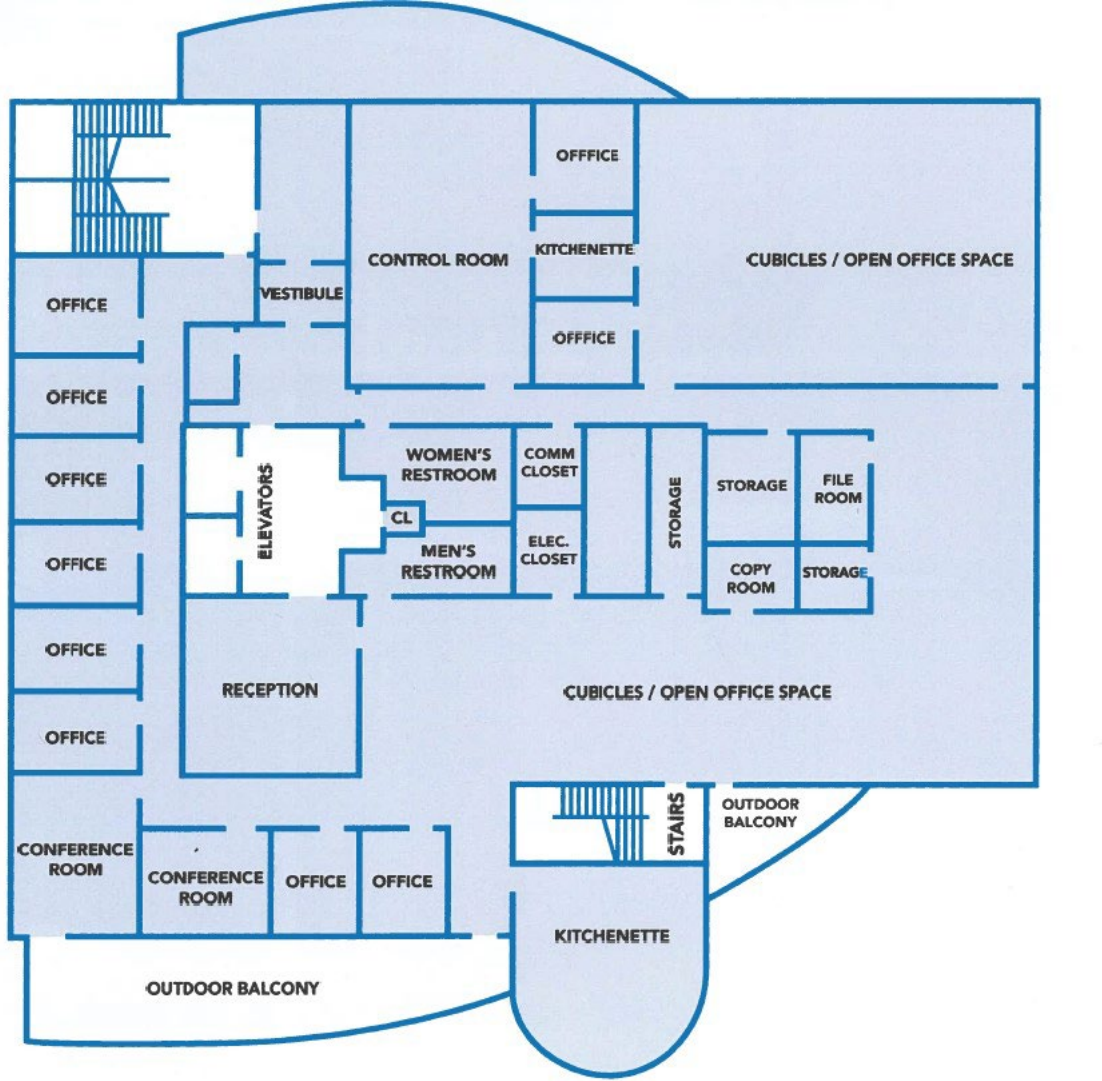 OFFFICE
KITCHENETTE
CONTROL ROOM
CUBICLES / OPEN OFFICE SPACE
VESTIBULE
OFFICE
OFFFICE
OFFICE
WOMEN'S
RESTROOM
COMM
CLOSET
OFFICE
ELEVATORS
CL
STORAGE
STORAGE
FILE
ROOM
MEN'S
RESTROOM
ELEC.
CLOSET
OFFICE
COPY
ROOM
STORAGE
OFFICE
RECEPTION
CUBICLES / OPEN OFFICE SPACE
OFFICE
STAIRS
OUTDOOR
BALCONY
CONFERENCE
ROOM
CONFERENCE
ROOM
OFFICE
OFFICE
KITCHENETTE
OUTDOOR BALCONY